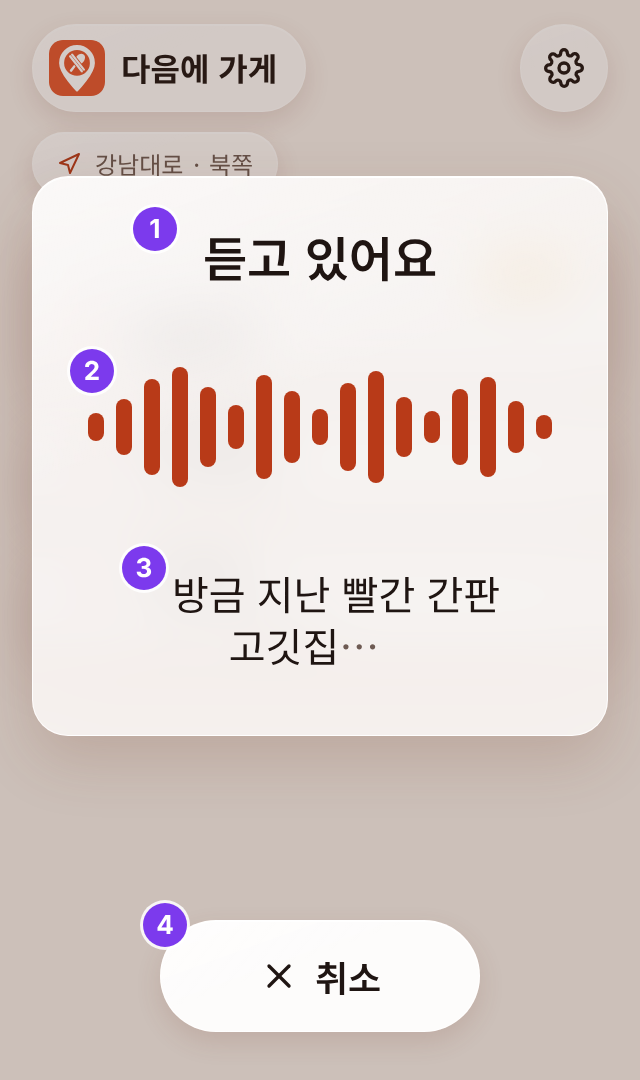 다음에 가게
강남대로 · 북쪽
1
듣고 있어요
2
3
방금 지난 빨간 간판
고깃집···
4
취소